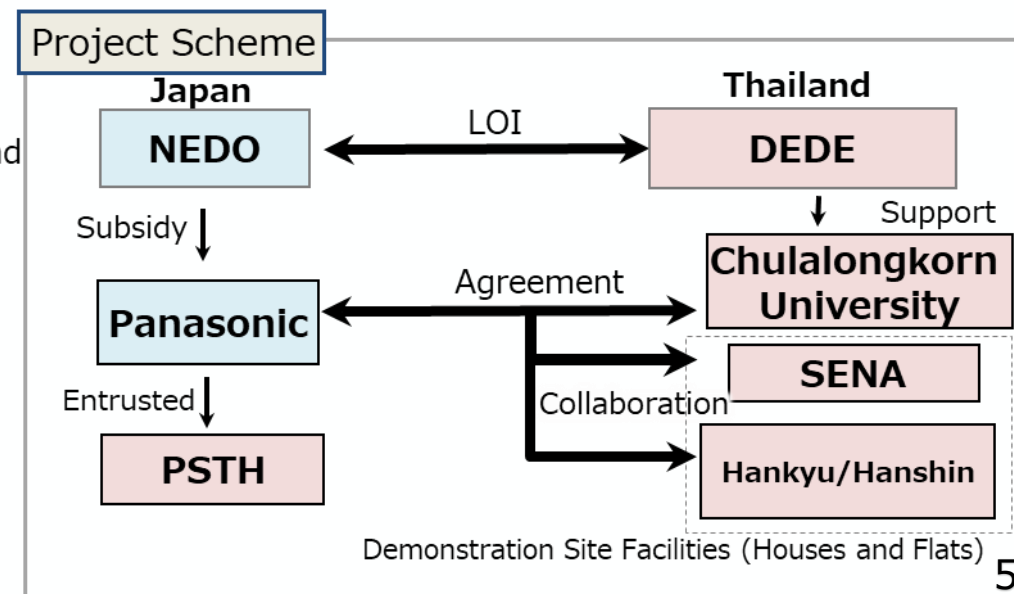 Project Scheme
Japan
Thailand
NEDO
LOI
DEDE
Subsidy
Support
Chulalongkorn
University
Agreement
Panasonic
SENA
Entrusted
Collaboration
PSTH
Hankyu/Hanshin
Demonstration Site Facilities (Houses and Flats)
5